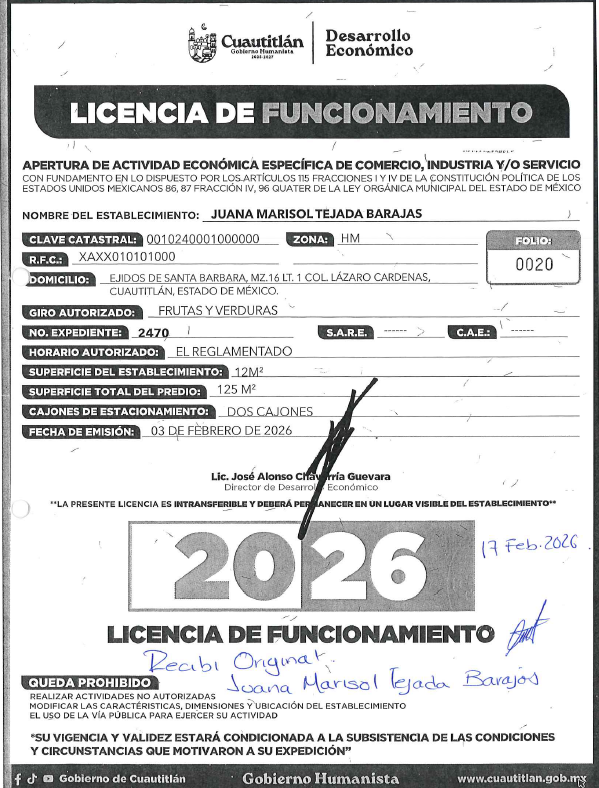 Cuautitlán
Gobierno Humanista
2025-2027
Desarrollo
Económico
LICENCIA DE FUNCIONAMIENTO
APERTURA DE ACTIVIDAD ECONÓMICA ESPECÍFICA DE COMERCIO, INDUSTRIA Y/O SERVICIO
CON FUNDAMENTO EN LO DISPUESTO POR LOS ARTÍCULOS 115 FRACCIONES I Y IV DE LA CONSTITUCIÓN POLÍTICA DE LOS
ESTADOS UNIDOS MEXICANOS 86, 87 FRACCIÓN IV, 96 QUATER DE LA LEY ORGÁNICA MUNICIPAL DEL ESTADO DE MÉXICO
NOMBRE DEL ESTABLECIMIENTO: JUANA MARISOL TEJADA BARAJAS
CLAVE CATASTRAL: 0010240001000000 ZONA: HM
FOLIO:
0020
R.F.C.: XAXX010101000
DOMICILIO: EJIDOS DE SANTA BARBARA, MZ.16 LT. 1 COL. LÁZARO CARDENAS,
CUAUTITLÁN, ESTADO DE MÉXICO.
GIRO AUTORIZADO: FRUTAS Y VERDURAS
NO. EXPEDIENTE: 2470 S.A.R.E. ------ C.A.E.: ------
HORARIO AUTORIZADO: EL REGLAMENTADO
SUPERFICIE DEL ESTABLECIMIENTO: 12M²
SUPERFICIE TOTAL DEL PREDIO: 125 M²
CAJONES DE ESTACIONAMIENTO: DOS CAJONES
FECHA DE EMISIÓN: 03 DE FEBRERO DE 2026
Lic. José Alonso Chavarría Guevara
Director de Desarrollo Económico
**LA PRESENTE LICENCIA ES INTRANSFERIBLE Y DEBERÁ PERMANECER EN UN LUGAR VISIBLE DEL ESTABLECIMIENTO**
2026
17 Feb. 2026
LICENCIA DE FUNCIONAMIENTO
Recibi Original
Juana Marisol Tejada Barajas
QUEDA PROHIBIDO
REALIZAR ACTIVIDADES NO AUTORIZADAS
MODIFICAR LAS CARACTERÍSTICAS, DIMENSIONES Y UBICACIÓN DEL ESTABLECIMIENTO
EL USO DE LA VÍA PÚBLICA PARA EJERCER SU ACTIVIDAD
"SU VIGENCIA Y VALIDEZ ESTARÁ CONDICIONADA A LA SUBSISTENCIA DE LAS CONDICIONES
Y CIRCUNSTANCIAS QUE MOTIVARON A SU EXPEDICIÓN"
Gobierno de Cuautitlán Gobierno Humanista www.cuautitlan.gob.mx